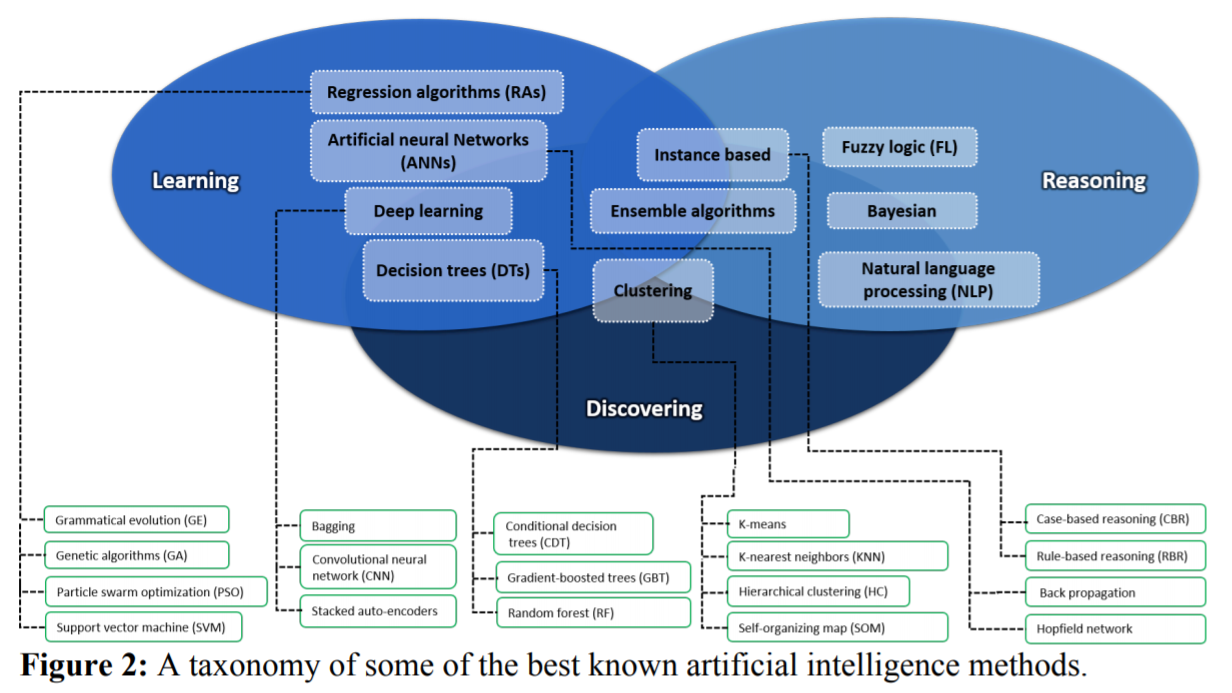 Regression algorithms (RAs)
Artificial neural Networks
(ANNs)
Instance based
Fuzzy logic (FL)
Learning
Reasoning
Deep learning
Ensemble algorithms
Bayesian
Decision trees (DTs)
Clustering
Natural language
processing (NLP)
Discovering
Grammatical evolution (GE)
Genetic algorithms (GA)
Particle swarm optimization (PSO)
Support vector machine (SVM)
Bagging
Convolutional neural
network (CNN)
Stacked auto-encoders
Conditional decision
trees (CDT)
Gradient-boosted trees (GBT)
Random forest (RF)
K-means
K-nearest neighbors (KNN)
Hierarchical clustering (HC)
Self-organizing map (SOM)
Case-based reasoning (CBR)
Rule-based reasoning (RBR)
Back propagation
Hopfield network
Figure 2: A taxonomy of some of the best known artificial intelligence methods.